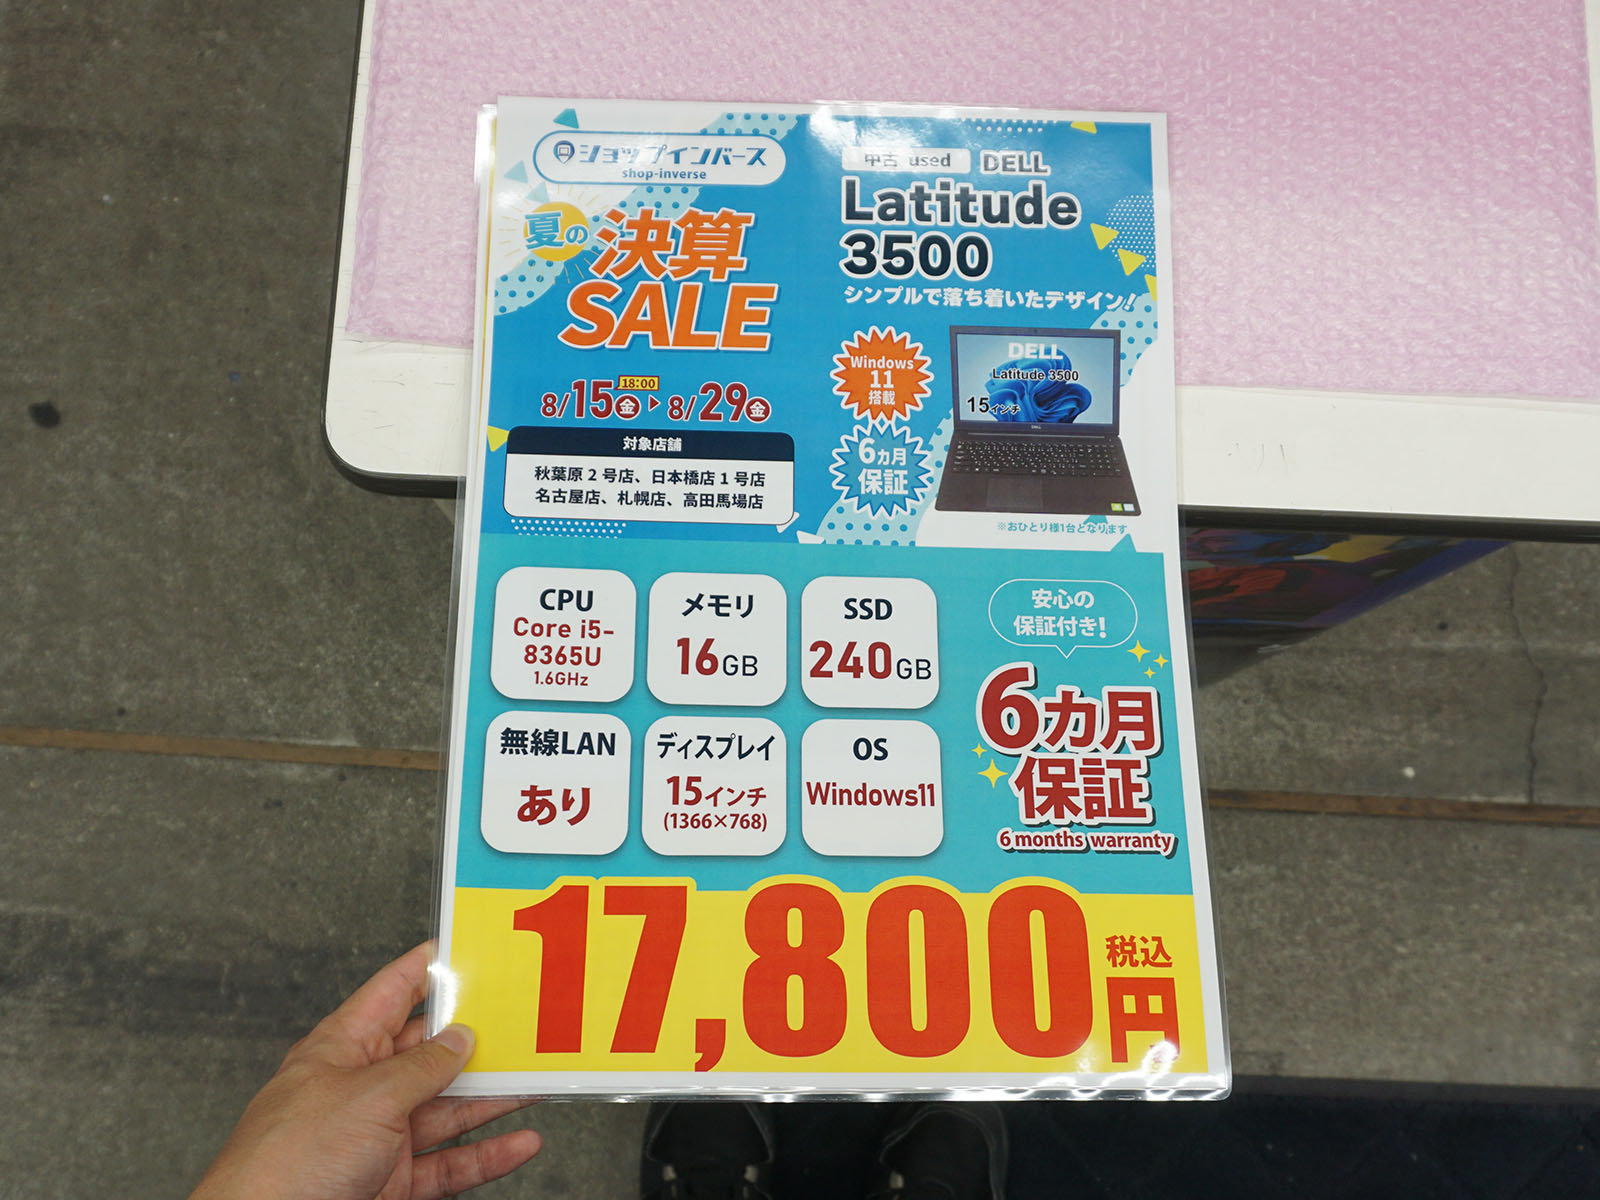 ショップインバース
shop-inverse
夏の
決算
SALE
18:00
8/15金 ▶ 8/29金
対象店舗
秋葉原2号店、日本橋店1号店
名古屋店、札幌店、高田馬場店
中古 used DELL
Latitude
3500
シンプルで落ち着いたデザイン!
Windows
11
搭載
6カ月
保証
DELL
Latitude 3500
15インチ
DELL
※おひとり様1台となります
CPU
Core i5-
8365U
1.6GHz
メモリ
16GB
SSD
240GB
無線LAN
あり
ディスプレイ
15インチ
(1366×768)
OS
Windows11
安心の
保証付き!
6カ月
保証
6 months warranty
17,800
税込
円